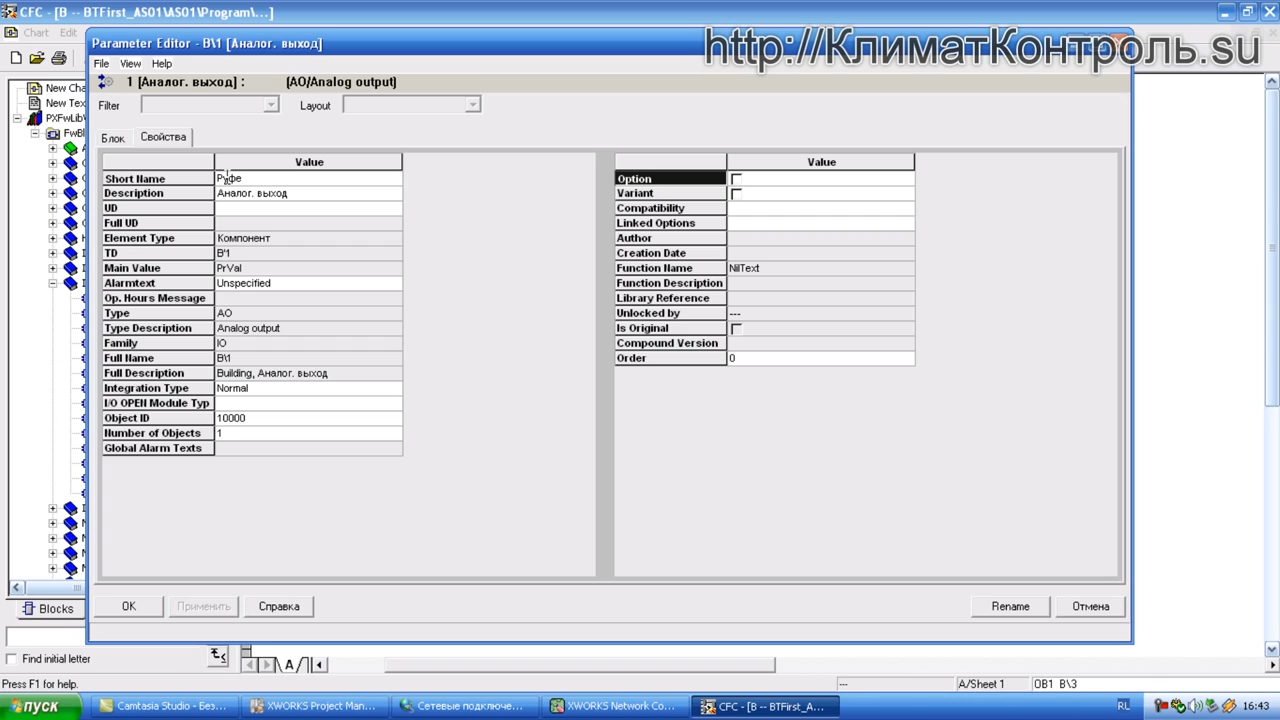 CFC - [B -- BTFirst_AS01\AS01\Program\...]
Chart Edit
Parameter Editor - B\1 [Аналог. выход]
http://КлиматКонтроль.su
File View Help
1 [Аналог. выход] : [AO/Analog output]
Filter Layout
Блок Свойства
New Cha
New Tex
PXFwLibV
FwBl
Value
Short Name
Description Аналог. выход
UD
Full UD
Element Type Компонент
TD B'1
Main Value PrVal
Alarmtext Unspecified
Op. Hours Message
Type AO
Type Description Analog output
Family IO
Full Name B\1
Full Description Building, Аналог. выход
Integration Type Normal
I/O OPEN Module Typ
Object ID 10000
Number of Objects 1
Global Alarm Texts
Value
Option
Variant
Compatibility
Linked Options
Author
Creation Date
Function Name NilText
Function Description
Library Reference
Unlocked by ---
Is Original
Compound Version
Order 0
OK Применить Справка Rename Отмена
Blocks
Find initial letter
A
Press F1 for help. --- A/Sheet 1 OB1 B\3
пуск Camtasia Studio - Без... XWORKS Project Man... Сетевые подключе... XWORKS Network Co... CFC - [B -- BTFirst_A... RU 16:43